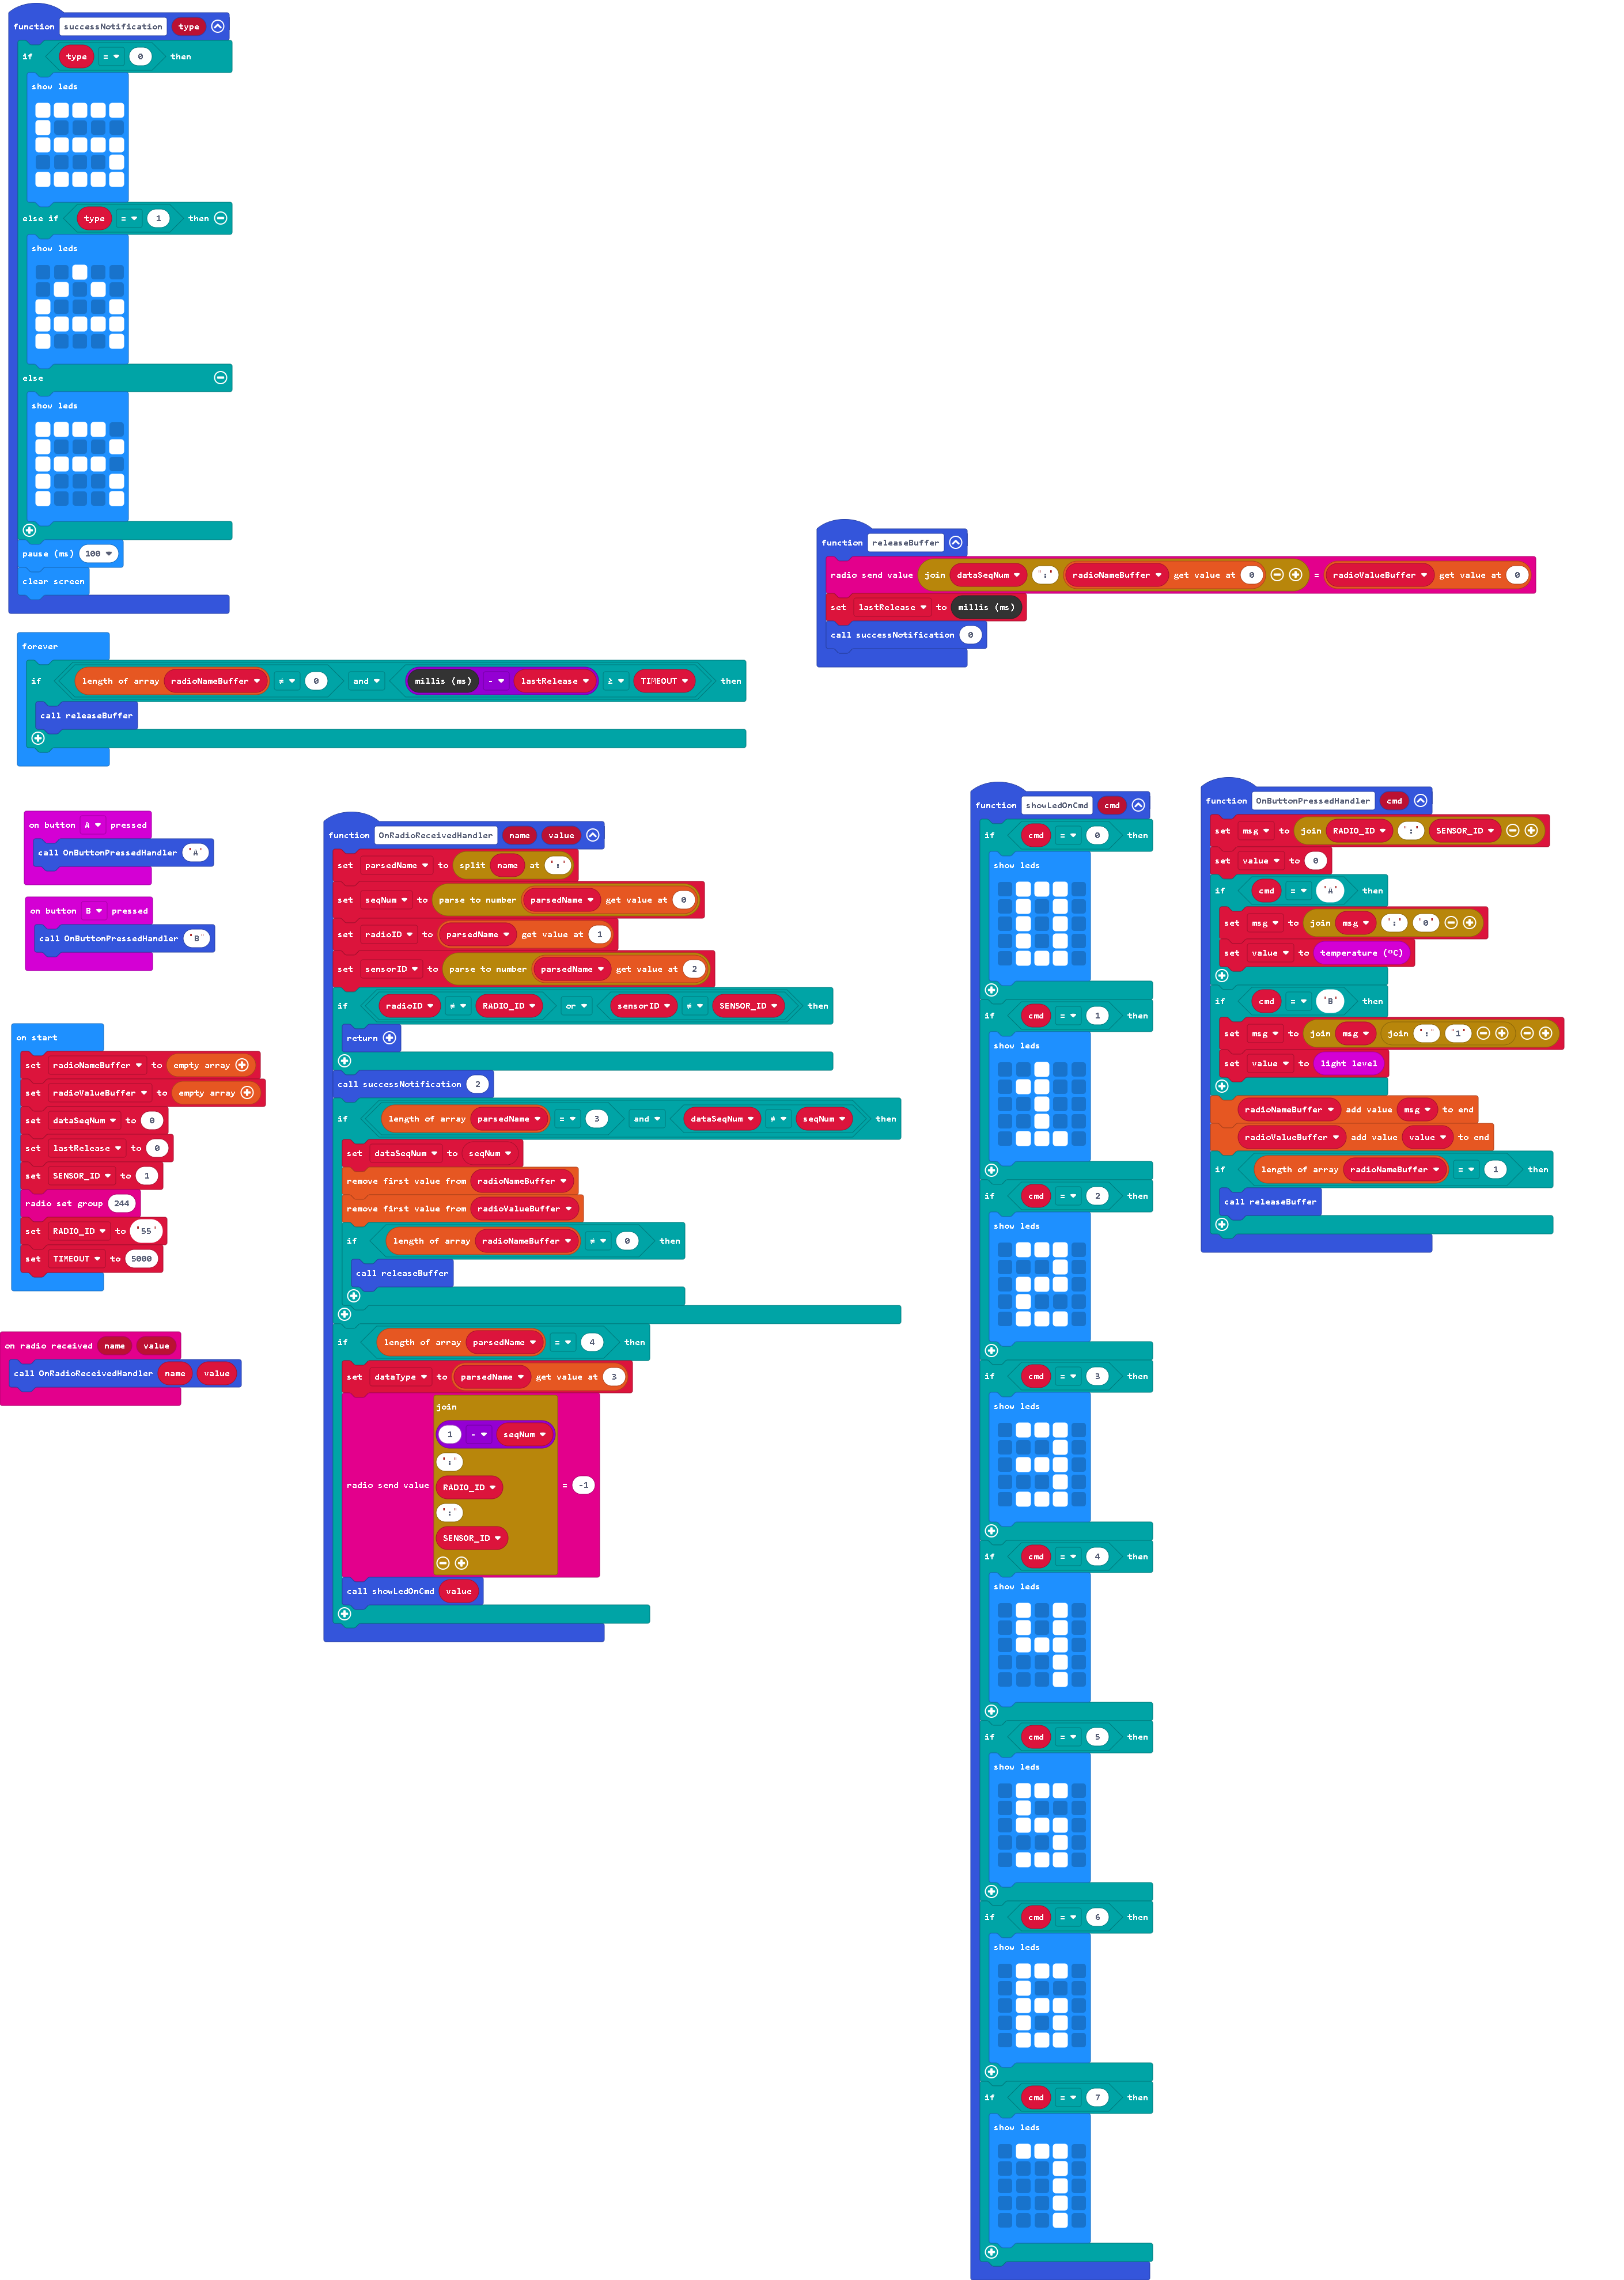 function successNotification type
if type = 0 then
show leds
else if type = 1 then
show leds
else
show leds
pause (ms) 100
clear screen
forever
if length of array radioNameBuffer ≠ 0 and millis (ms) - lastRelease ≥ TIMEOUT then
call releaseBuffer
on button A pressed
call OnButtonPressedHandler "A"
on button B pressed
call OnButtonPressedHandler "B"
on start
set radioNameBuffer to empty array
set radioValueBuffer to empty array
set dataSeqNum to 0
set lastRelease to 0
set SENSOR_ID to 1
radio set group 244
set RADIO_ID to "55"
set TIMEOUT to 5000
on radio received name value
call OnRadioReceivedHandler name value
function OnRadioReceivedHandler name value
set parsedName to split name at ":"
set seqNum to parse to number parsedName get value at 0
set radioID to parsedName get value at 1
set sensorID to parse to number parsedName get value at 2
if radioID ≠ RADIO_ID or sensorID ≠ SENSOR_ID then
return
call successNotification 2
if length of array parsedName = 3 and dataSeqNum ≠ seqNum then
set dataSeqNum to seqNum
remove first value from radioNameBuffer
remove first value from radioValueBuffer
if length of array radioNameBuffer ≠ 0 then
call releaseBuffer
if length of array parsedName = 4 then
set dataType to parsedName get value at 3
join
1 - seqNum
":"
radio send value RADIO_ID = -1
":"
SENSOR_ID
call showLedOnCmd value
function releaseBuffer
radio send value join dataSeqNum ":" radioNameBuffer get value at 0 = radioValueBuffer get value at 0
set lastRelease to millis (ms)
call successNotification 0
function showLedOnCmd cmd
if cmd = 0 then
show leds
if cmd = 1 then
show leds
if cmd = 2 then
show leds
if cmd = 3 then
show leds
if cmd = 4 then
show leds
if cmd = 5 then
show leds
if cmd = 6 then
show leds
if cmd = 7 then
show leds
function OnButtonPressedHandler cmd
set msg to join RADIO_ID ":" SENSOR_ID
set value to 0
if cmd = "A" then
set msg to join msg ":" "0"
set value to temperature (°C)
if cmd = "B" then
set msg to join msg join ":" "1"
set value to light level
radioNameBuffer add value msg to end
radioValueBuffer add value value to end
if length of array radioNameBuffer = 1 then
call releaseBuffer